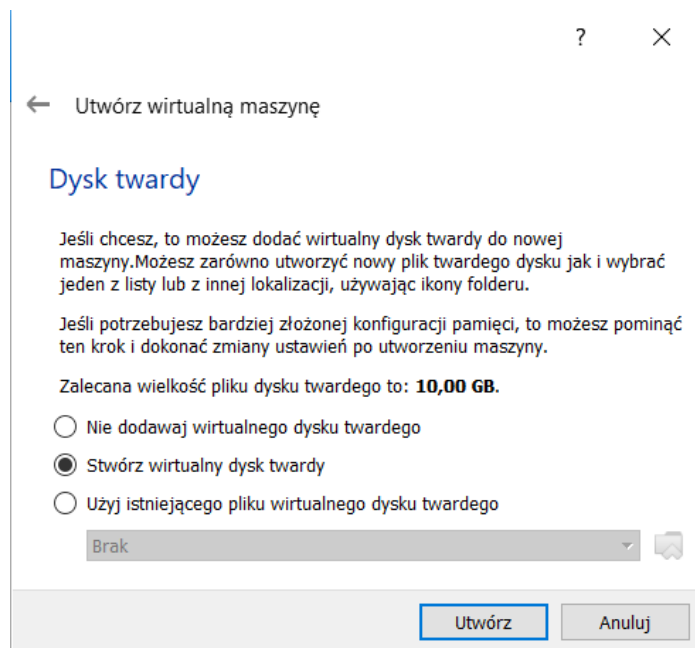 ?
Utwórz wirtualną maszynę
Dysk twardy
Jeśli chcesz, to możesz dodać wirtualny dysk twardy do nowej
maszyny.Możesz zarówno utworzyć nowy plik twardego dysku jak i wybrać
jeden z listy lub z innej lokalizacji, używając ikony folderu.
Jeśli potrzebujesz bardziej złożonej konfiguracji pamięci, to możesz pominąć
ten krok i dokonać zmiany ustawień po utworzeniu maszyny.
Zalecana wielkość pliku dysku twardego to: 10,00 GB.
Nie dodawaj wirtualnego dysku twardego
Stwórz wirtualny dysk twardy
Użyj istniejącego pliku wirtualnego dysku twardego
Brak
Utwórz
Anuluj